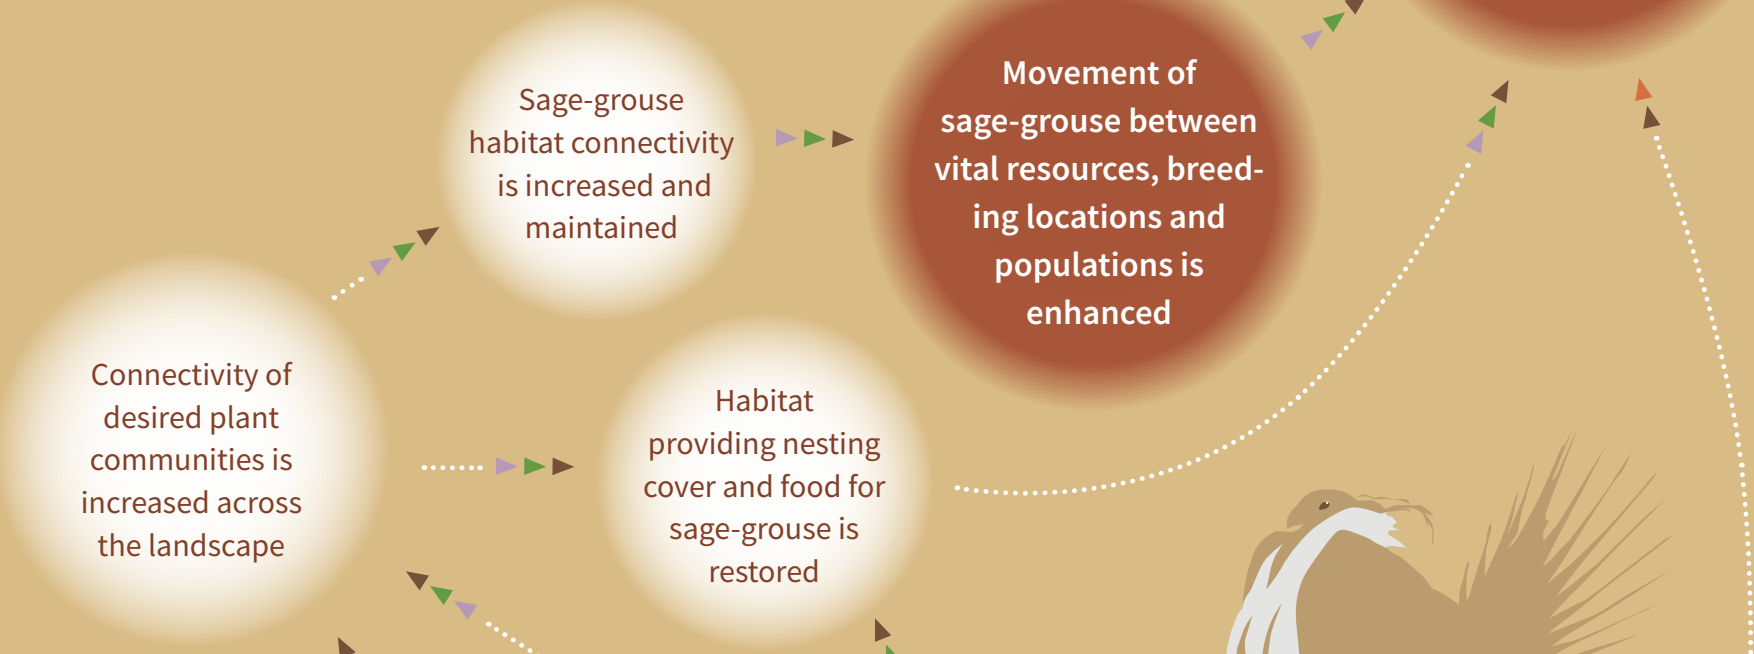 Sage-grouse
habitat connectivity
is increased and
maintained
Movement of
sage-grouse between
vital resources, breed-
ing locations and
populations is
enhanced
Connectivity of
desired plant
communities is
increased across
the landscape
Habitat
providing nesting
cover and food for
sage-grouse is
restored